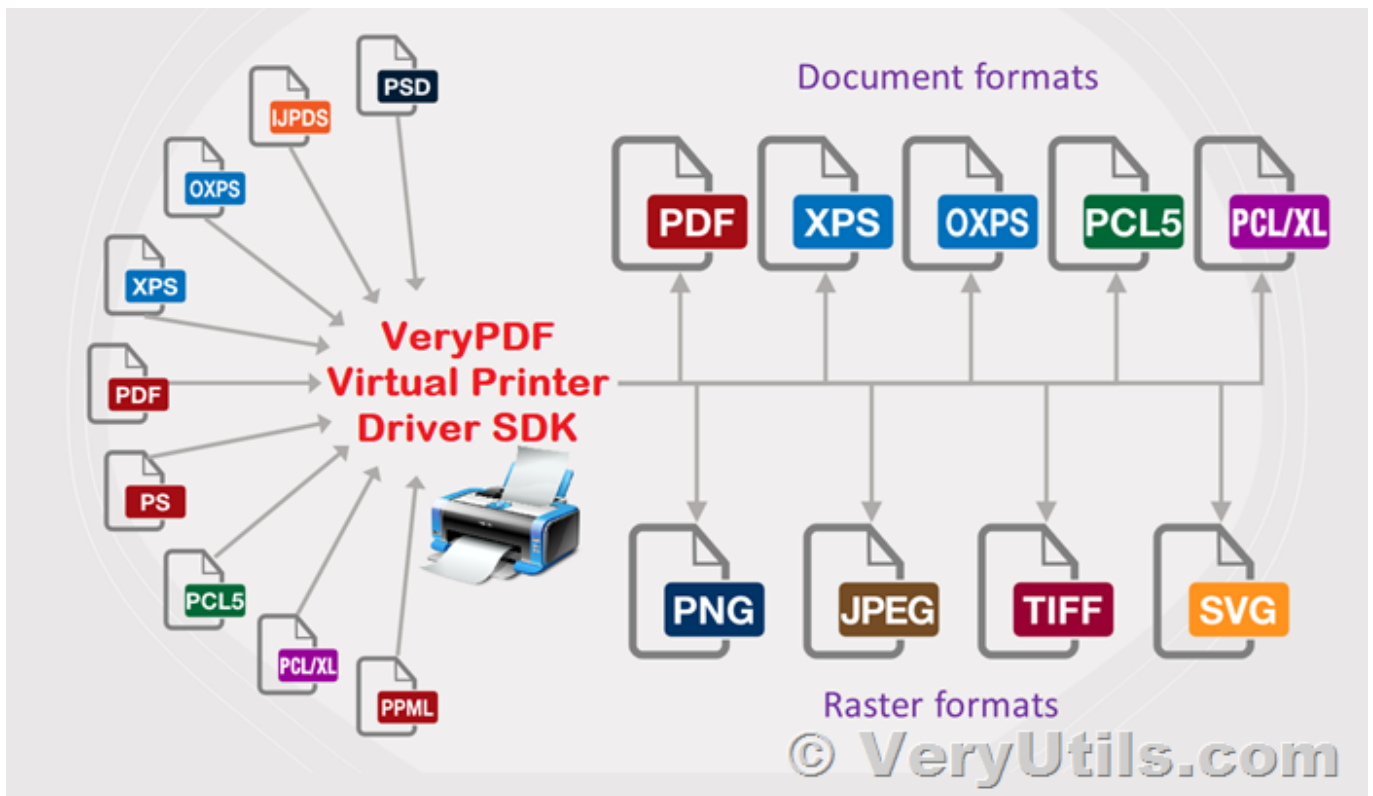 PSD
IJPDS
OXPS
XPS
PDF
PS
PCL5
PCL/XL
PPML
VeryPDF
Virtual Printer
Driver SDK
Document formats
PDF XPS OXPS PCL5 PCL/XL
PNG JPEG TIFF SVG
Raster formats
© VeryUtils.com